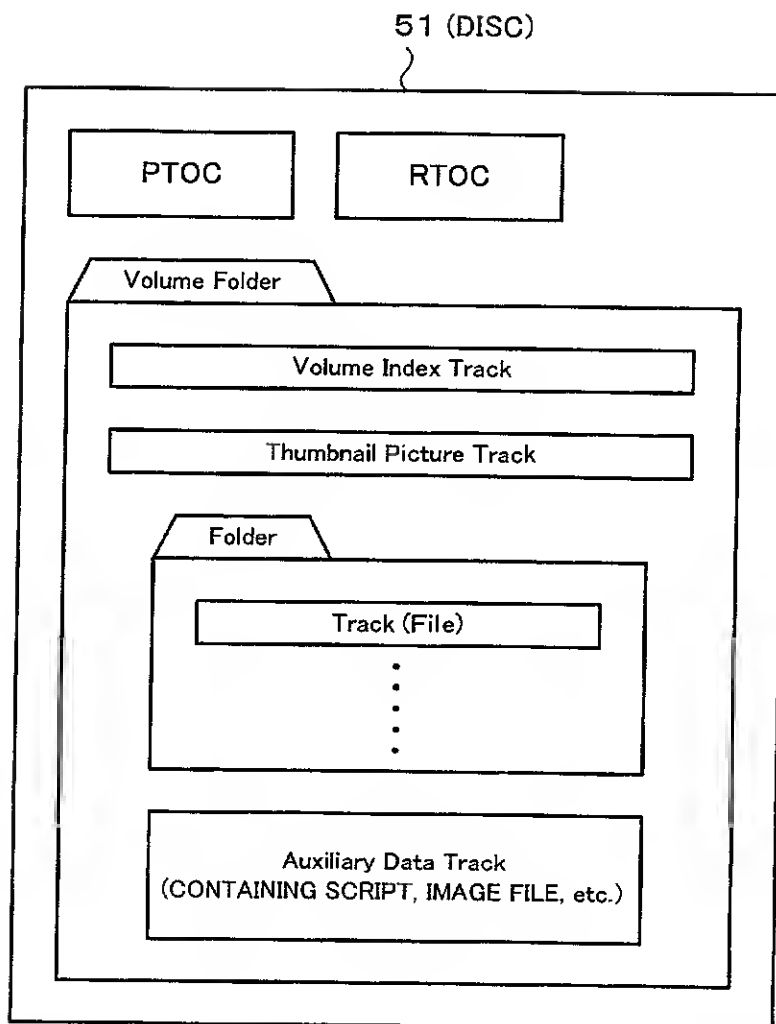 51 (DISC)
PTOC
RTOC
Volume Folder
Volume Index Track
Thumbnail Picture Track
Folder
Track (File)
Auxiliary Data Track
(CONTAINING SCRIPT, IMAGE FILE, etc.)